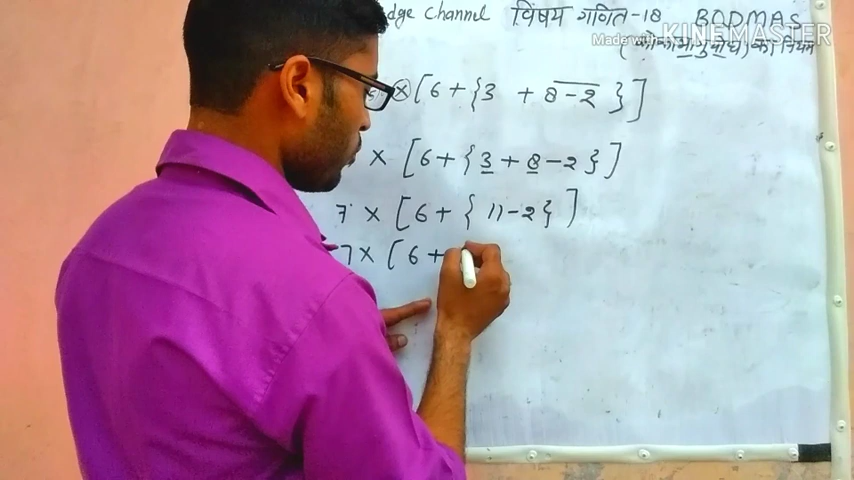 dge Channel विषय गणित-18 BODMAS
Made with KINEMASTER
का नियम
× [ 6 + { 3 + 8 - 2 } ]
× [ 6 + { 3 + 8 - 2 } ]
7 × [ 6 + { 11 - 2 } ]
7 × [ 6 +